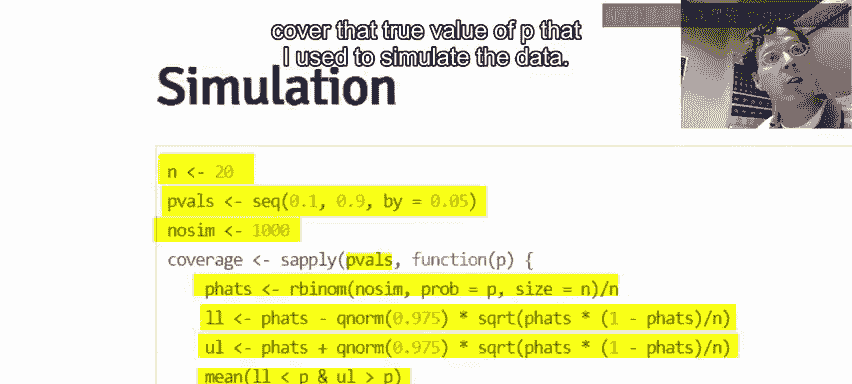 cover that true value of p that
I used to simulate the data.
Simulation
n <- 20
pvals <- seq(0.1, 0.9, by = 0.05)
nosim <- 1000
coverage <- sapply(pvals, function(p) {
phats <- rbinom(nosim, prob = p, size = n)/n
ll <- phats - qnorm(0.975) * sqrt(phats * (1 - phats)/n)
ul <- phats + qnorm(0.975) * sqrt(phats * (1 - phats)/n)
mean(ll < p & ul > p)